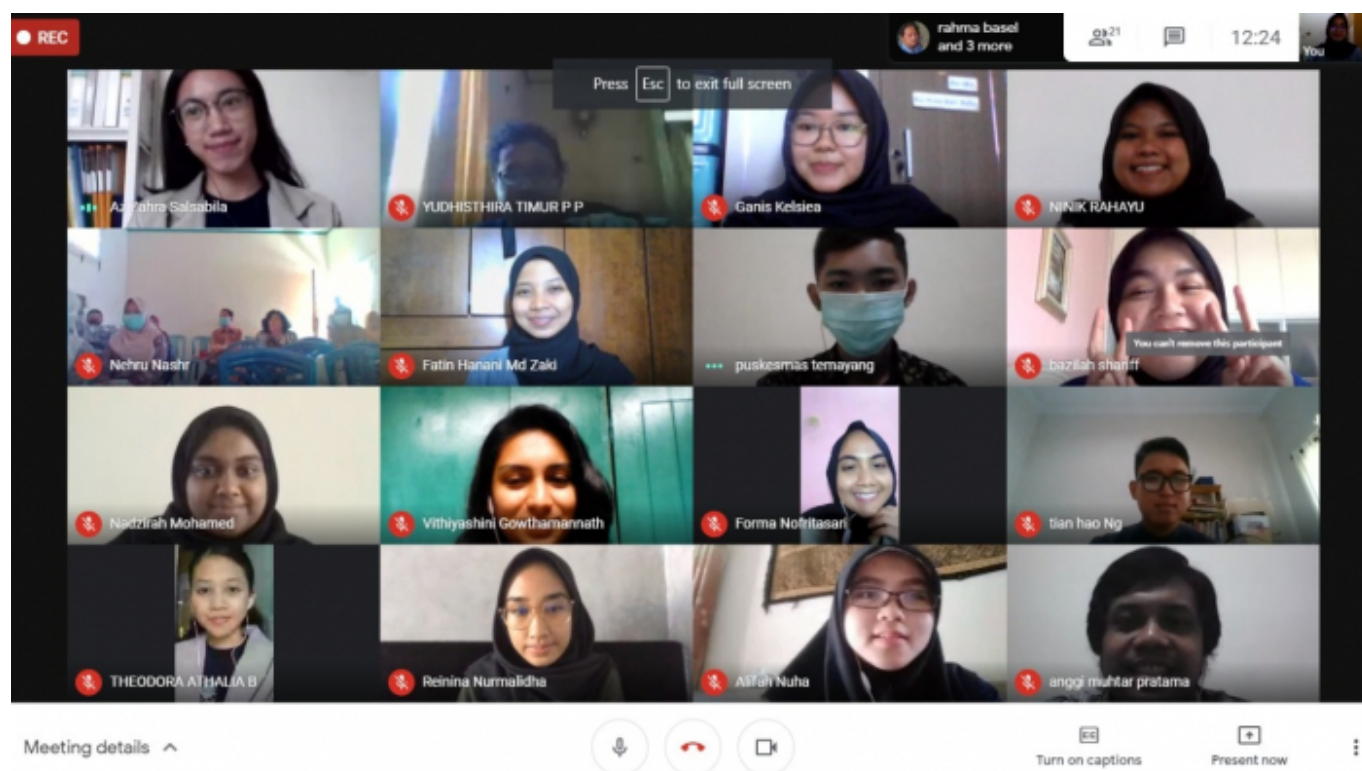 REC
rahma basel
and 3 more
21
12:24
You
Press Esc to exit full screen
Salsabila
YUDHISTHIRA TIMUR P P
Ganis Kelsiea
NINIK RAHAYU
Nehru Nashr
Fatin Hanani Md Zaki
puskesmas temayang
You can't remove this participant
bazilah shariff
Nadzirah Mohamed
Vithiyashini Gowthamannath
Forma Nofritasari
tian hao Ng
THEODORA ATHALIA B
Reinina Nurmalidha
Alifah Nuha
anggi muhtar pratama
Meeting details
Turn on captions
Present now